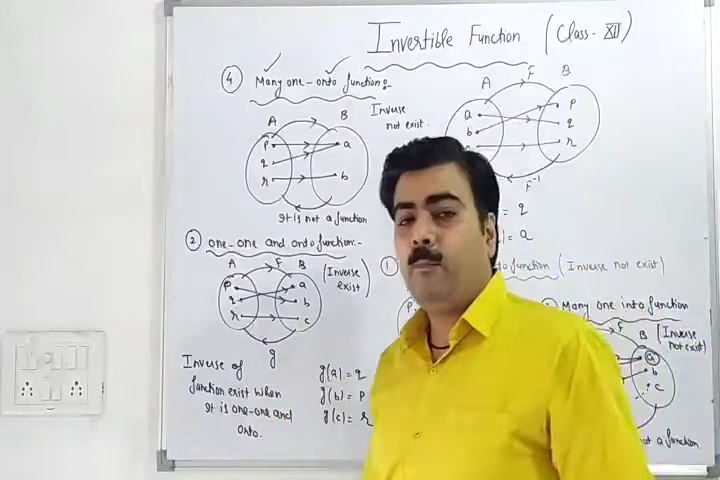 Invertible Function (Class-XII)
4 Many one-onto function:-
A B
Inverse
not exist.
p
q
r
a
b
It is not a function
A F B
a
b
p
q
r
F⁻¹
= q
) = a
2 one-one and onto function:-
A F B
(Inverse
exist)
p
q
r
a
b
c
g
Inverse of
function exist when
It is one-one and
onto.
g(a) = q
g(b) = p
g(c) = r
1
to function (Inverse not exist)
p
Many one into function
F B
(Inverse
not exist)
a
b
c
not a function.